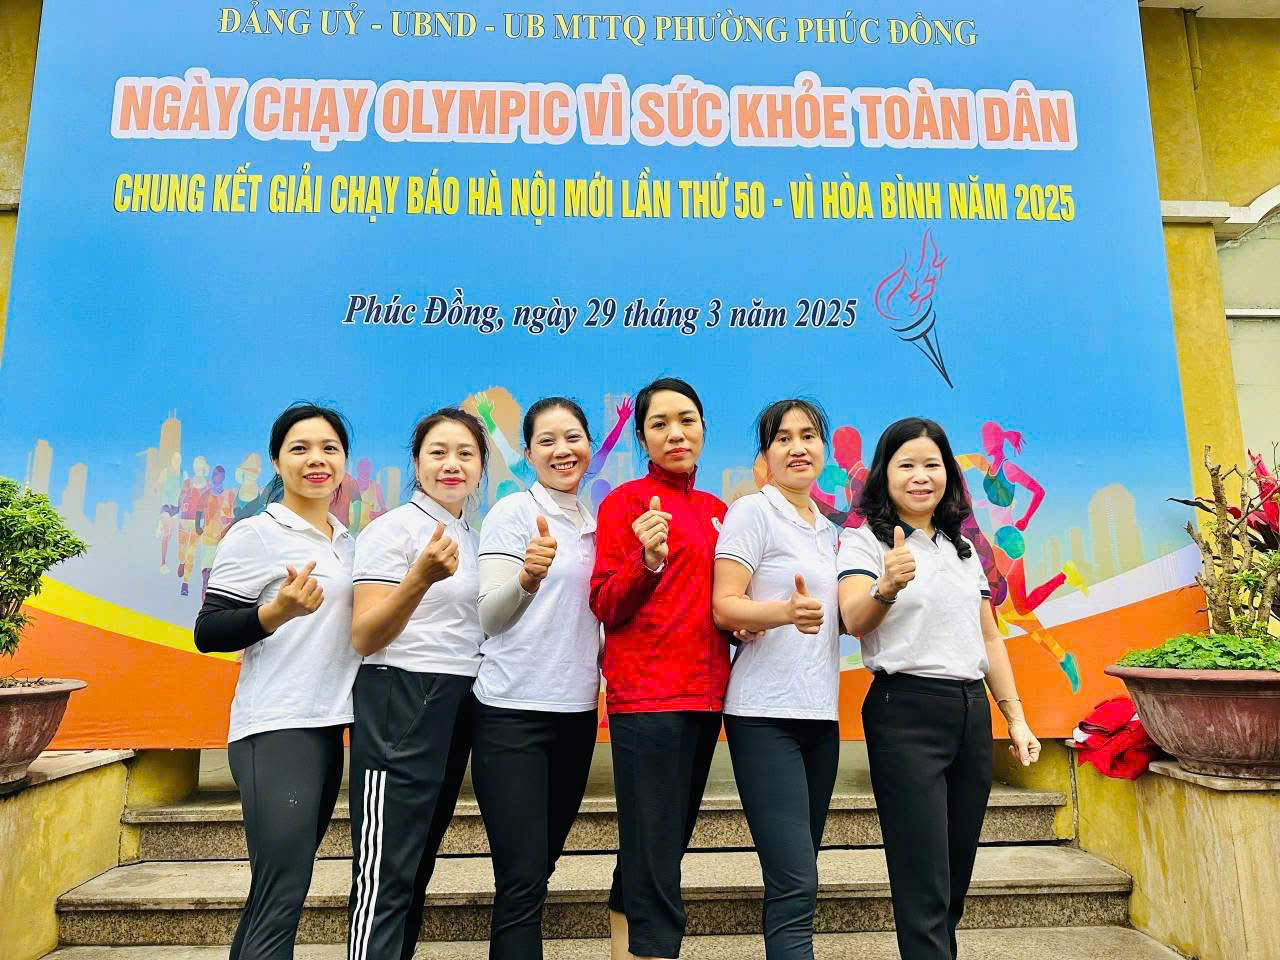 ĐẢNG UỶ - UBND - UB MTTQ PHƯỜNG PHÚC ĐỒNG
NGÀY CHẠY OLYMPIC VÌ SỨC KHỎE TOÀN DÂN
CHUNG KẾT GIẢI CHẠY BÁO HÀ NỘI MỚI LẦN THỨ 50 - VÌ HÒA BÌNH NĂM 2025
Phúc Đồng, ngày 29 tháng 3 năm 2025